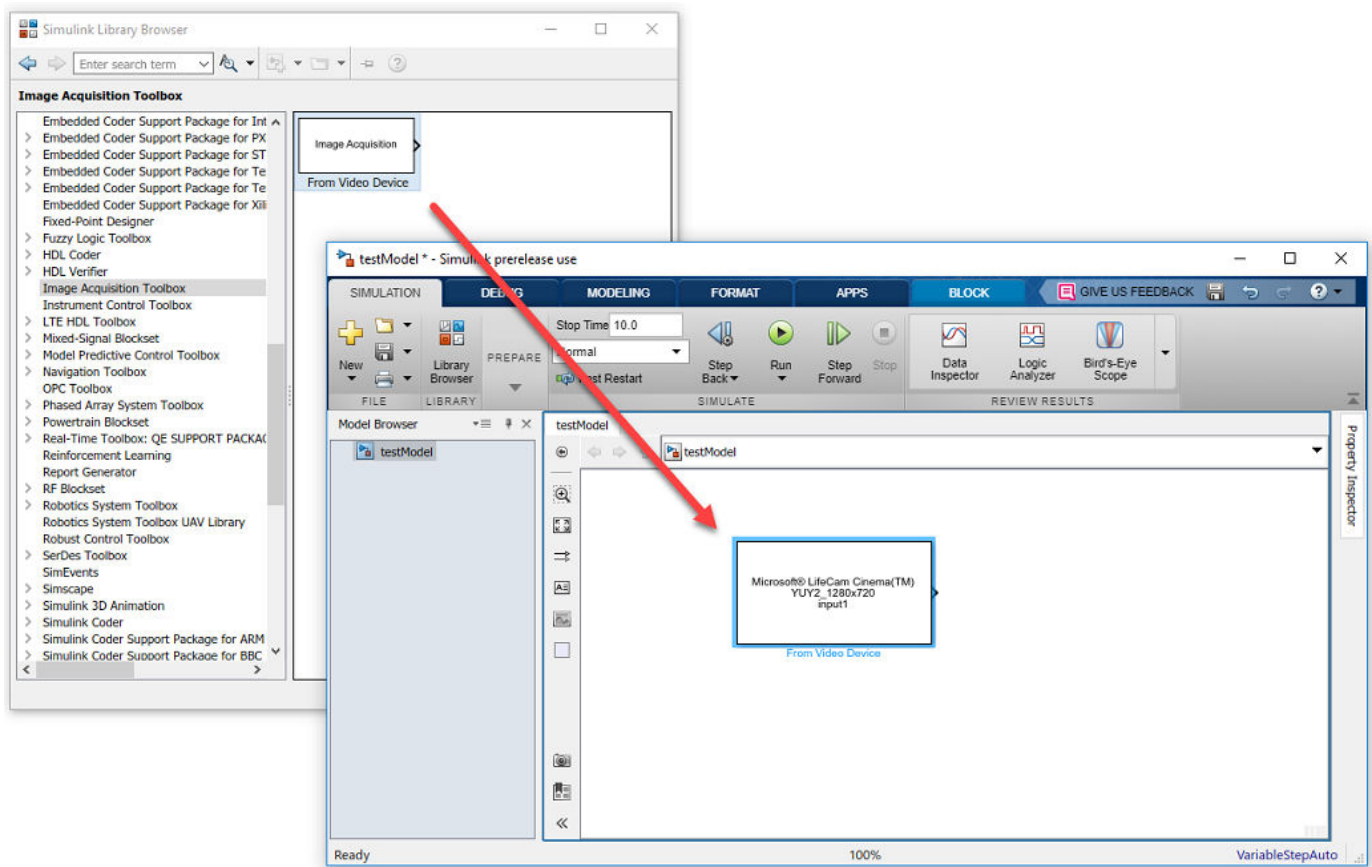 Simulink Library Browser
Enter search term
Image Acquisition Toolbox
Embedded Coder Support Package for Int
Embedded Coder Support Package for PX
Embedded Coder Support Package for ST
Embedded Coder Support Package for Te
Embedded Coder Support Package for Te
Embedded Coder Support Package for Xili
Fixed-Point Designer
Fuzzy Logic Toolbox
HDL Coder
HDL Verifier
Image Acquisition Toolbox
Instrument Control Toolbox
LTE HDL Toolbox
Mixed-Signal Blockset
Model Predictive Control Toolbox
Navigation Toolbox
OPC Toolbox
Phased Array System Toolbox
Powertrain Blockset
Real-Time Toolbox: QE SUPPORT PACKAG
Reinforcement Learning
Report Generator
RF Blockset
Robotics System Toolbox
Robotics System Toolbox UAV Library
Robust Control Toolbox
SerDes Toolbox
SimEvents
Simscape
Simulink 3D Animation
Simulink Coder
Simulink Coder Support Package for ARM
Simulink Coder Support Package for BBC
Image Acquisition
From Video Device
testModel * - Simulink prerelease use
SIMULATION DEBUG MODELING FORMAT APPS BLOCK GIVE US FEEDBACK
New
FILE
Library
Browser
LIBRARY
PREPARE
Stop Time 10.0
Normal
Fast Restart
Step
Back
Run
Step
Forward
Stop
SIMULATE
Data
Inspector
Logic
Analyzer
Bird's-Eye
Scope
REVIEW RESULTS
Model Browser
testModel
testModel
testModel
Property Inspector
Microsoft® LifeCam Cinema(TM)
YUY2_1280x720
input1
From Video Device
Ready 100% VariableStepAuto